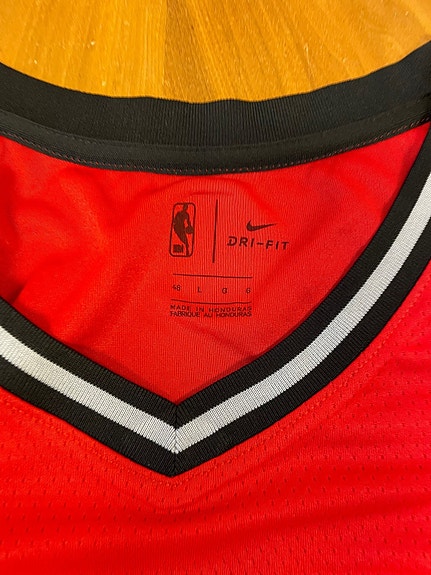 DRI-FIT
48 L G G
MADE IN HONDURAS
FABRIQUÉ AU HONDURAS